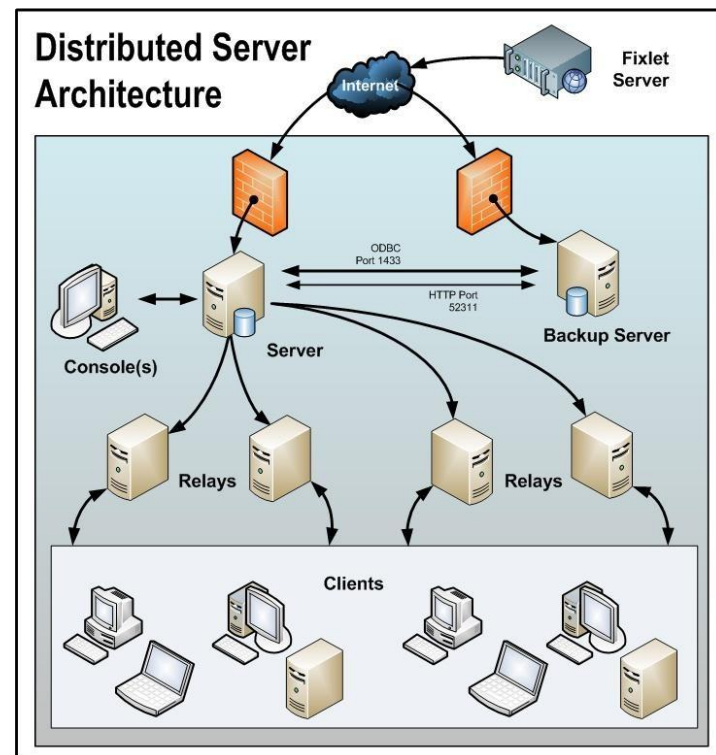 Distributed Server
Architecture
Internet
Fixlet
Server
ODBC
Port 1433
HTTP Port
52311
Console(s)
Server
Backup Server
Relays
Relays
Clients